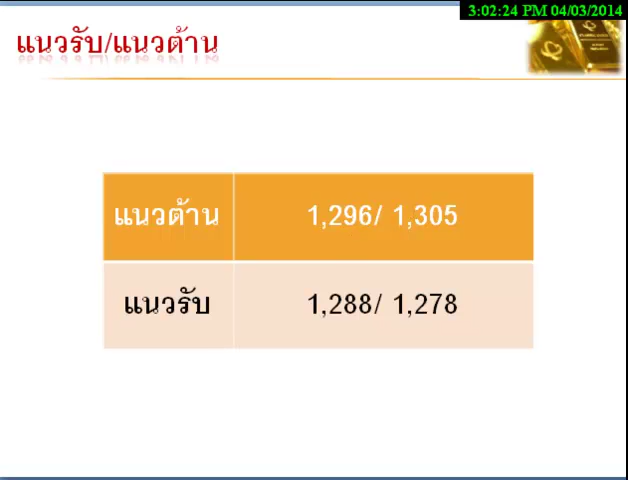 3:02:24 PM 04/03/2014
แนวรับ/แนวต้าน
แนวต้าน 1,296/ 1,305
แนวรับ 1,288/ 1,278